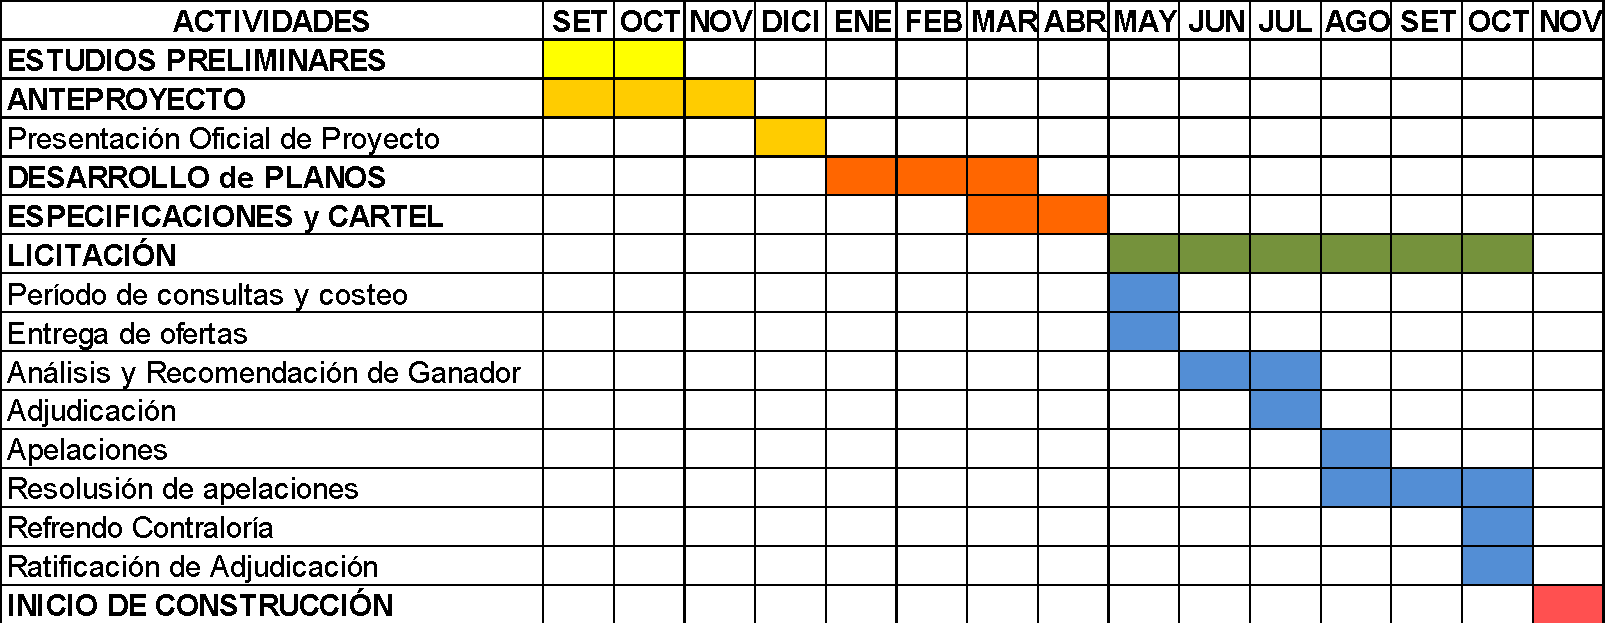 ACTIVIDADES SET OCT NOV DICI ENE FEB MAR ABR MAY JUN JUL AGO SET OCT NOV
ESTUDIOS PRELIMINARES
ANTEPROYECTO
Presentación Oficial de Proyecto
DESARROLLO de PLANOS
ESPECIFICACIONES y CARTEL
LICITACIÓN
Período de consultas y costeo
Entrega de ofertas
Análisis y Recomendación de Ganador
Adjudicación
Apelaciones
Resolusión de apelaciones
Refrendo Contraloría
Ratificación de Adjudicación
INICIO DE CONSTRUCCIÓN